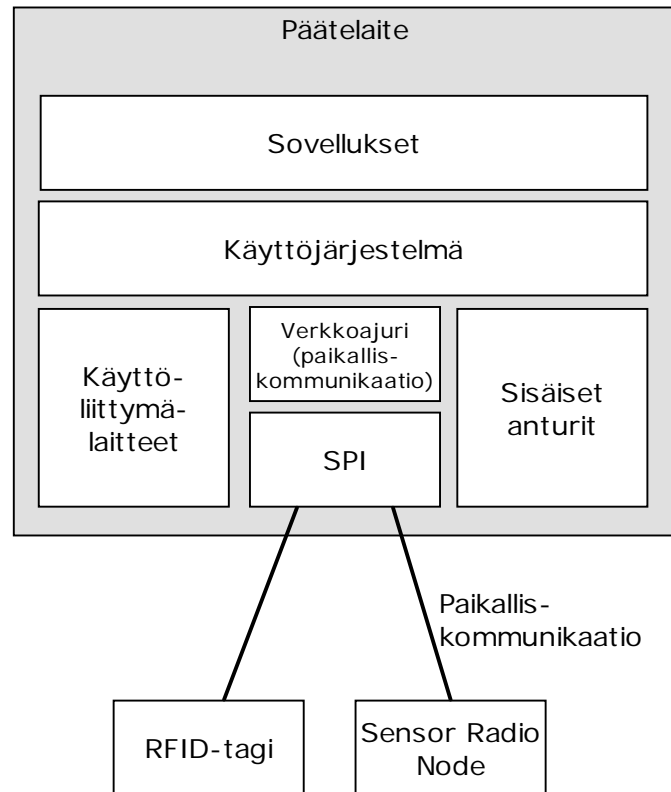 Päätelaite
Sovellukset
Käyttöjärjestelmä
Käyttö-
liittymä-
laitteet
Verkkoajuri
(paikallis-
kommunikaatio)
SPI
Sisäiset
anturit
Paikallis-
kommunikaatio
RFID-tagi
Sensor Radio
Node